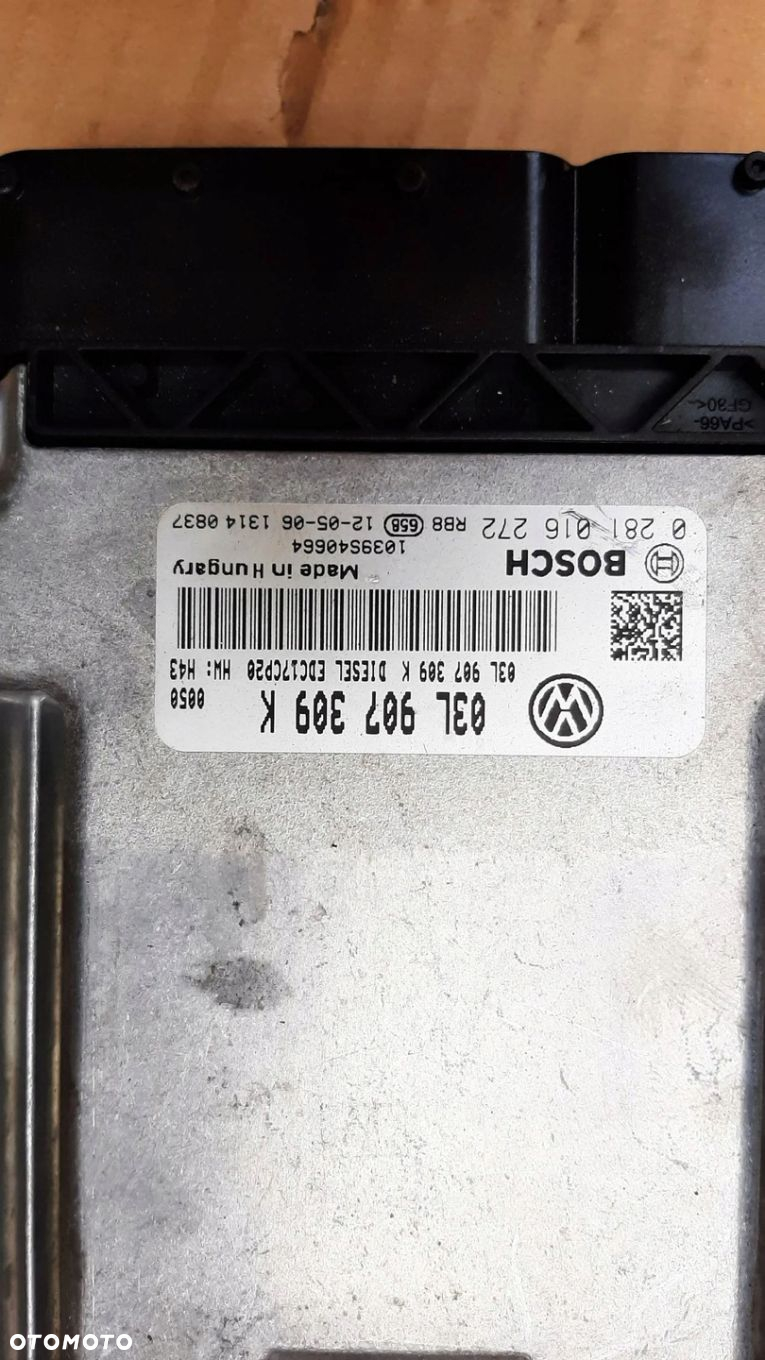 03L 907 309 K
0050
03L 907 309 K DIESEL EDC17CP20 HW: H43
BOSCH
Made in Hungary
1039S40664
0 281 016 272 RB8 65B 12-05-06 1314 0837
>PA66-
GF30<
OTOMOTO